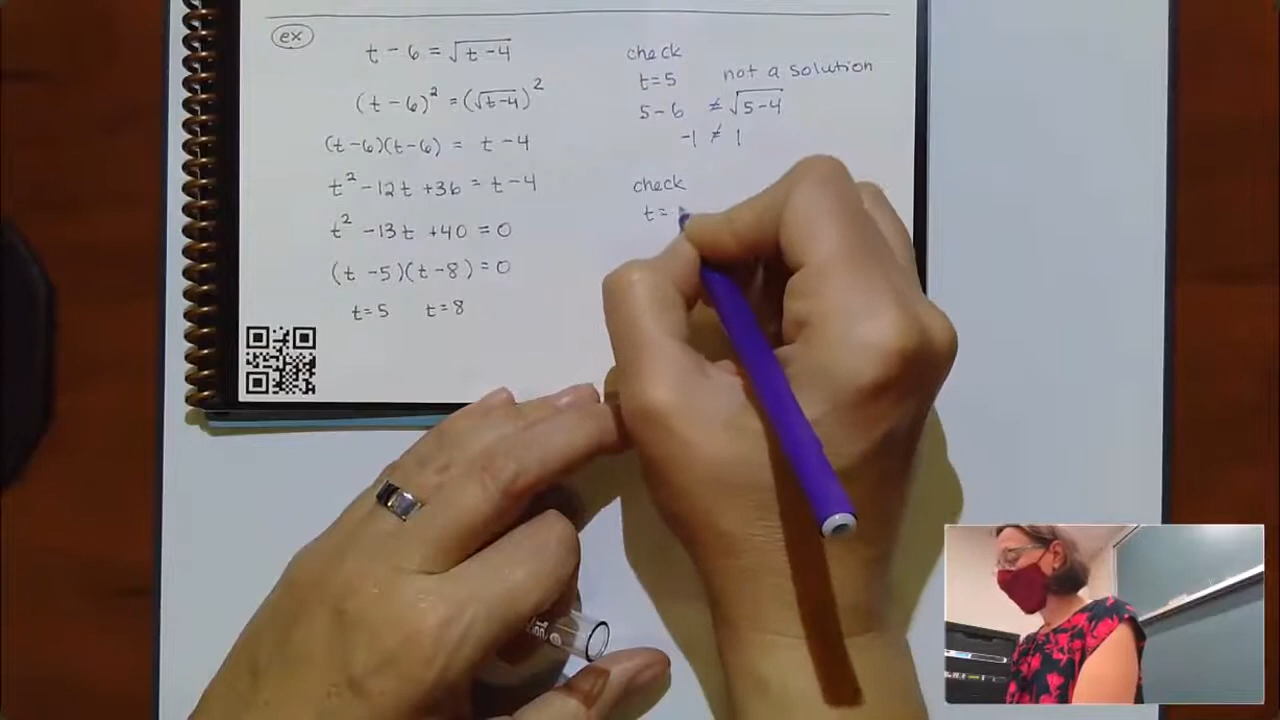 ex
t - 6 = √t - 4
(t - 6)² = (√t-4)²
(t - 6)(t - 6) = t - 4
t² - 12t + 36 = t - 4
t² - 13t + 40 = 0
(t - 5)(t - 8) = 0
t = 5 t = 8
check
t = 5 not a solution
5 - 6 ≠ √5 - 4
-1 ≠ 1
check
t =